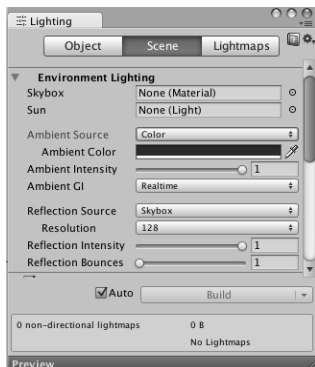 Lighting
Object Scene Lightmaps
Environment Lighting
Skybox None (Material)
Sun None (Light)
Ambient Source Color
Ambient Color
Ambient Intensity 1
Ambient GI Realtime
Reflection Source Skybox
Resolution 128
Reflection Intensity 1
Reflection Bounces 1
Auto Build
0 non-directional lightmaps 0 B
No Lightmaps
Preview